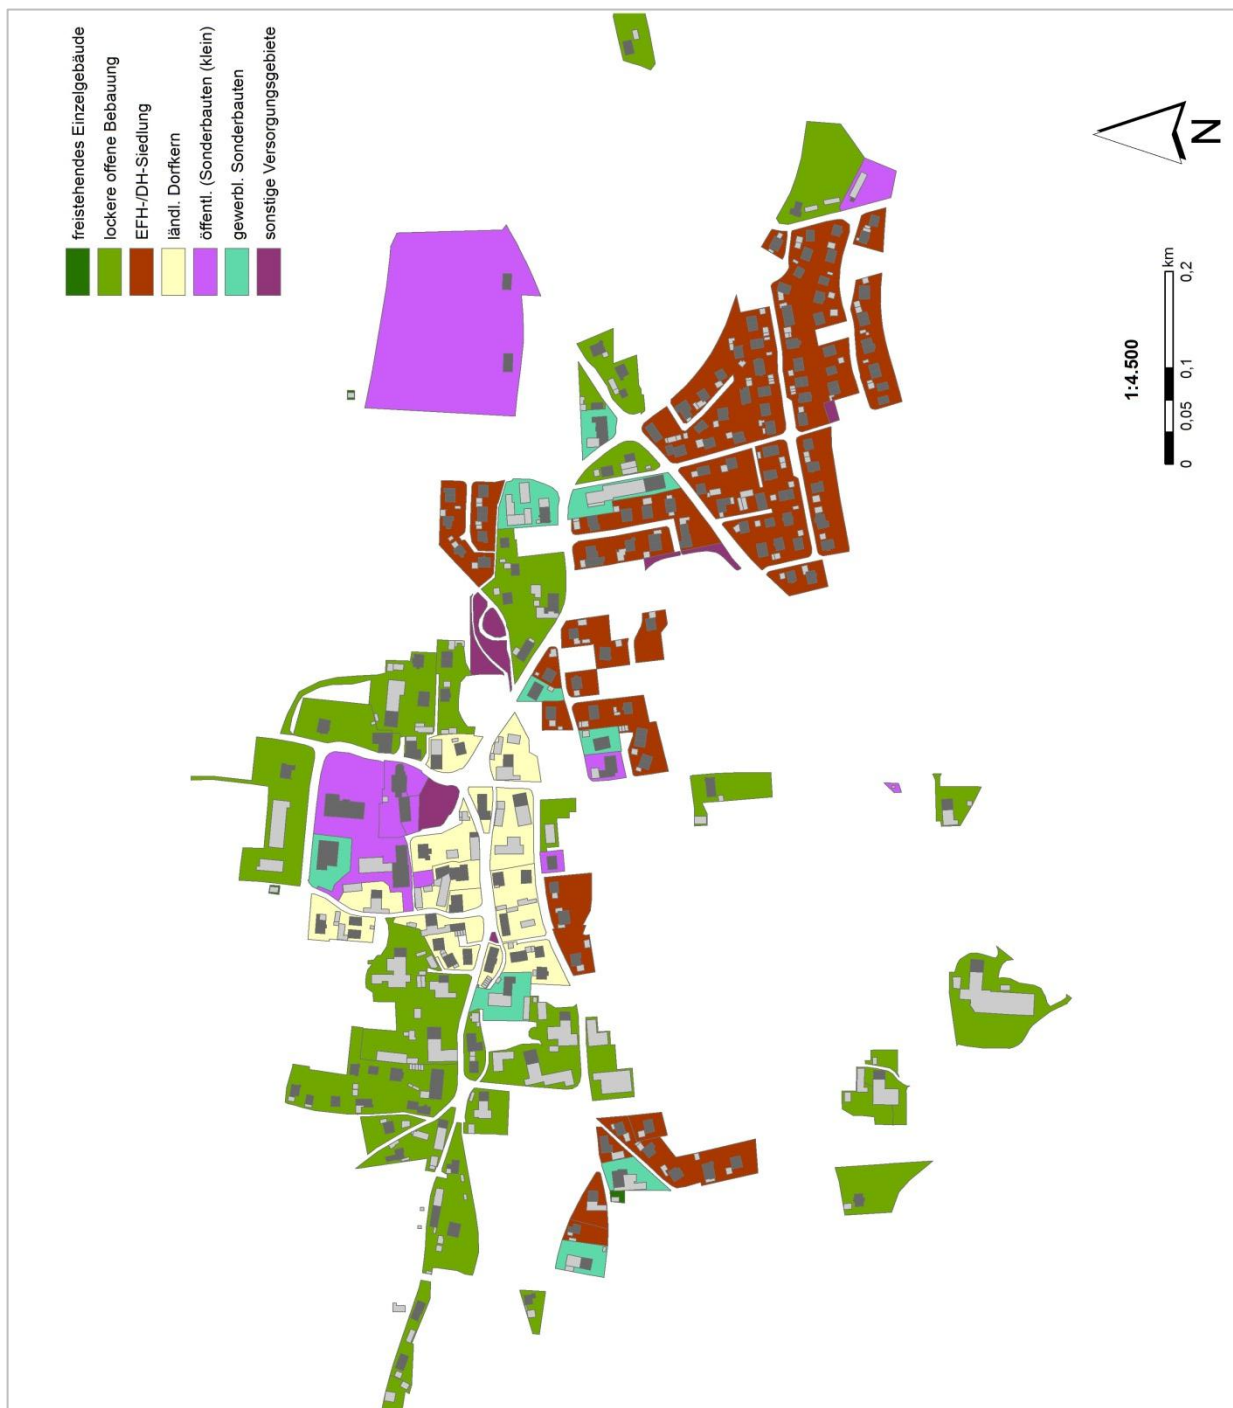 freistehendes Einzelgebäude
lockere offene Bebauung
EFH-/DH-Siedlung
ländl. Dorfkern
öffentl. (Sonderbauten (klein)
gewerbl. Sonderbauten
sonstige Versorgungsgebiete
N
1:4.500
0 0,05 0,1 0,2
km